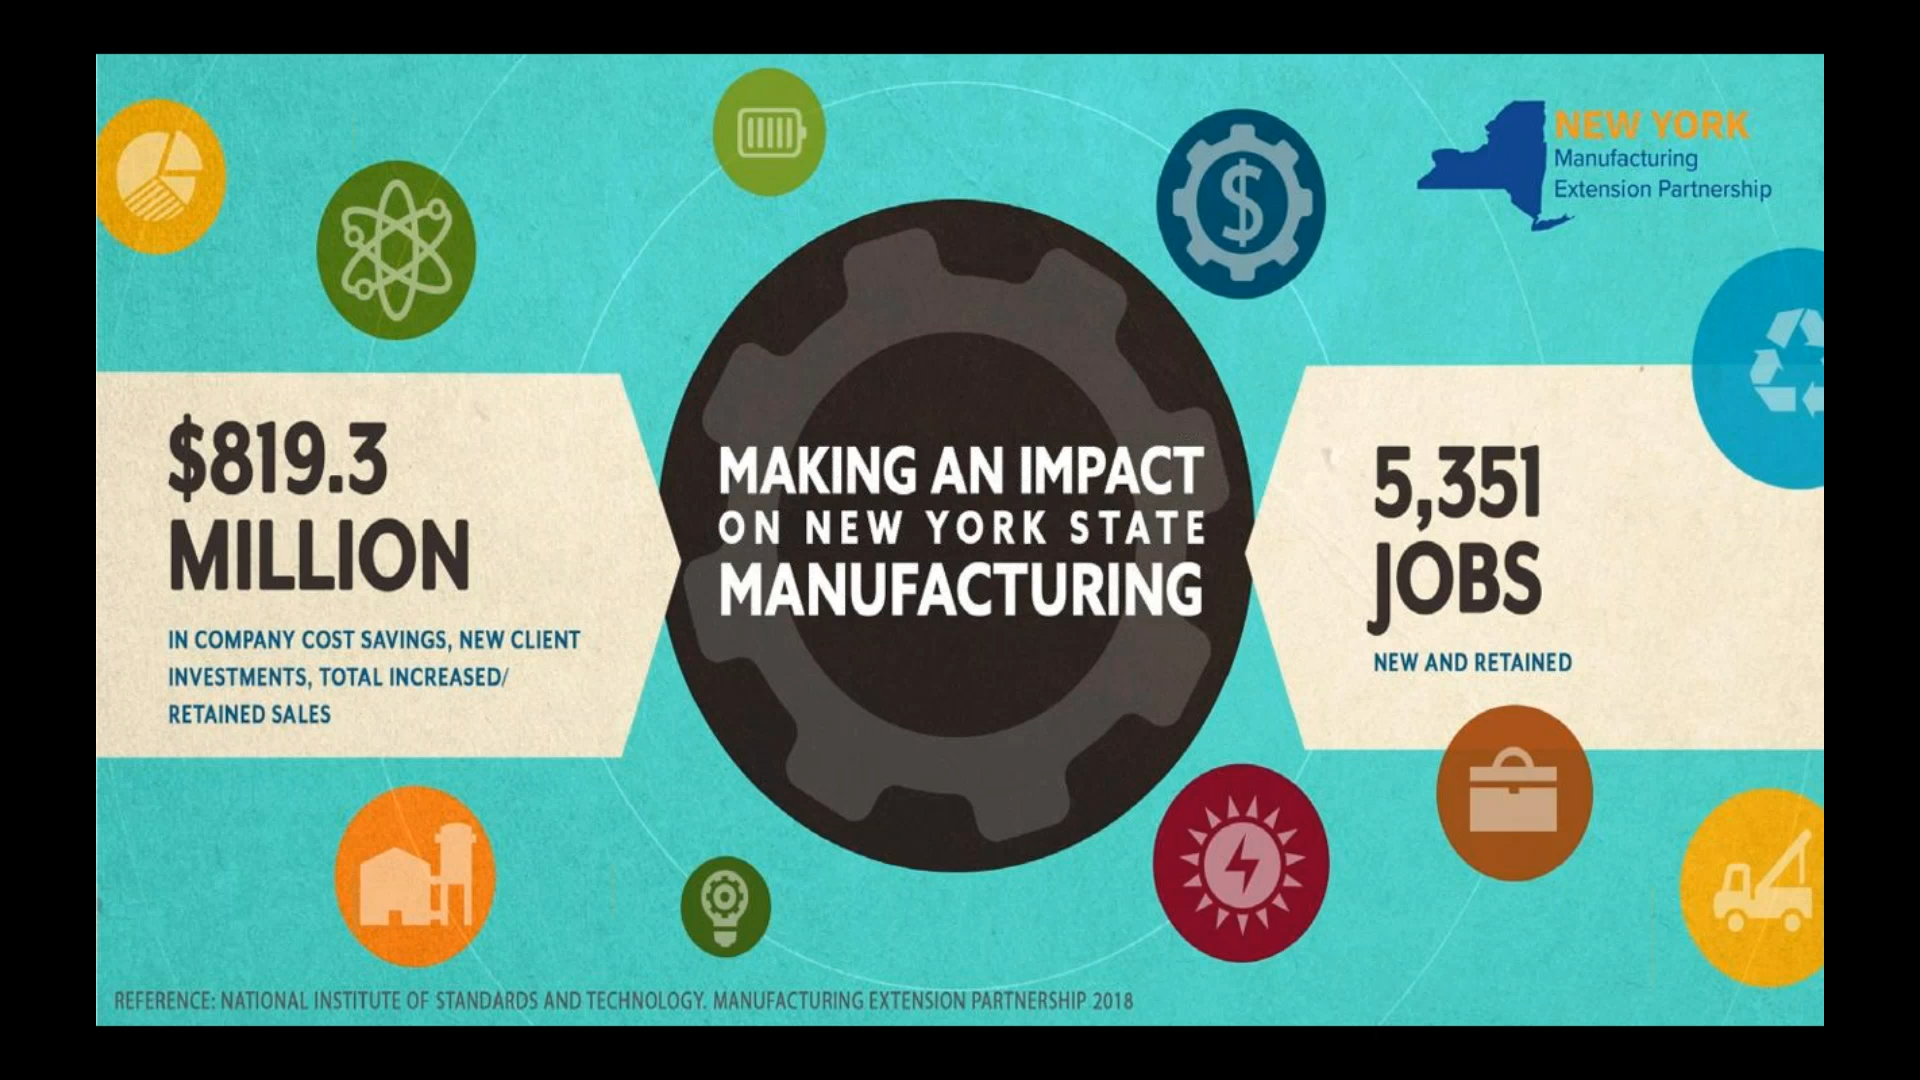 NEW YORK
Manufacturing
Extension Partnership
$819.3
MILLION
IN COMPANY COST SAVINGS, NEW CLIENT
INVESTMENTS, TOTAL INCREASED/
RETAINED SALES
MAKING AN IMPACT
ON NEW YORK STATE
MANUFACTURING
5,351
JOBS
NEW AND RETAINED
REFERENCE: NATIONAL INSTITUTE OF STANDARDS AND TECHNOLOGY. MANUFACTURING EXTENSION PARTNERSHIP 2018